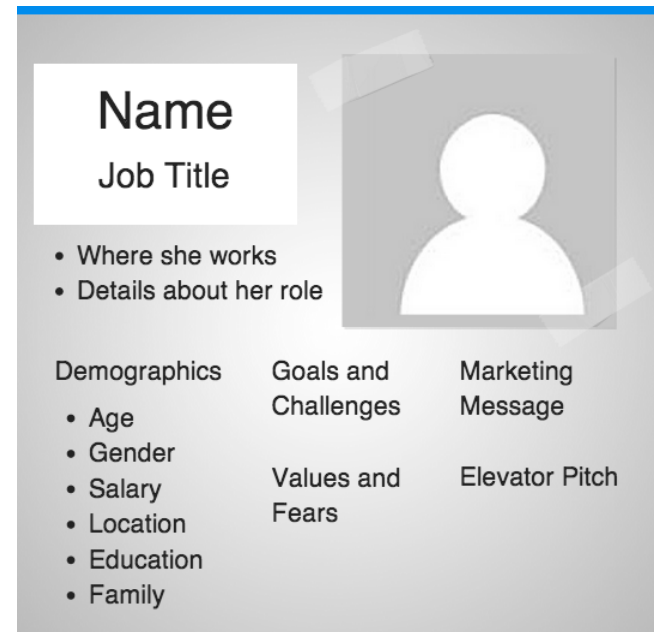 Name
Job Title
• Where she works
• Details about her role
Demographics
• Age
• Gender
• Salary
• Location
• Education
• Family
Goals and
Challenges
Values and
Fears
Marketing
Message
Elevator Pitch